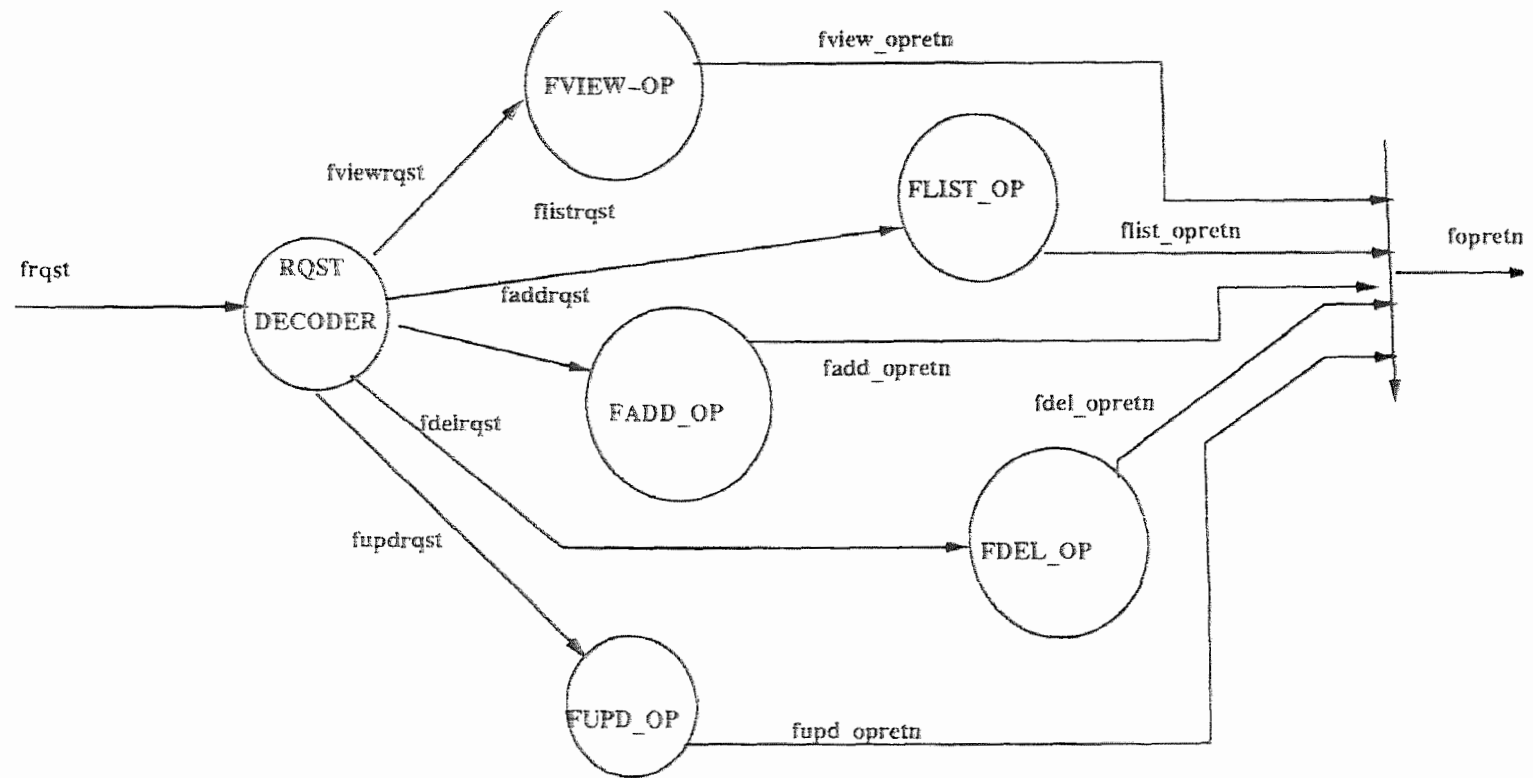 fview_opretn
FVIEW-OP
fviewrqst
FLIST_OP
flistrqst
flist_opretn
fopretn
frqst
RQST
DECODER
faddrqst
fadd_opretn
FADD_OP
fdel_opretn
fdelrqst
fupdrqst
FDEL_OP
FUPD_OP
fupd_opretn